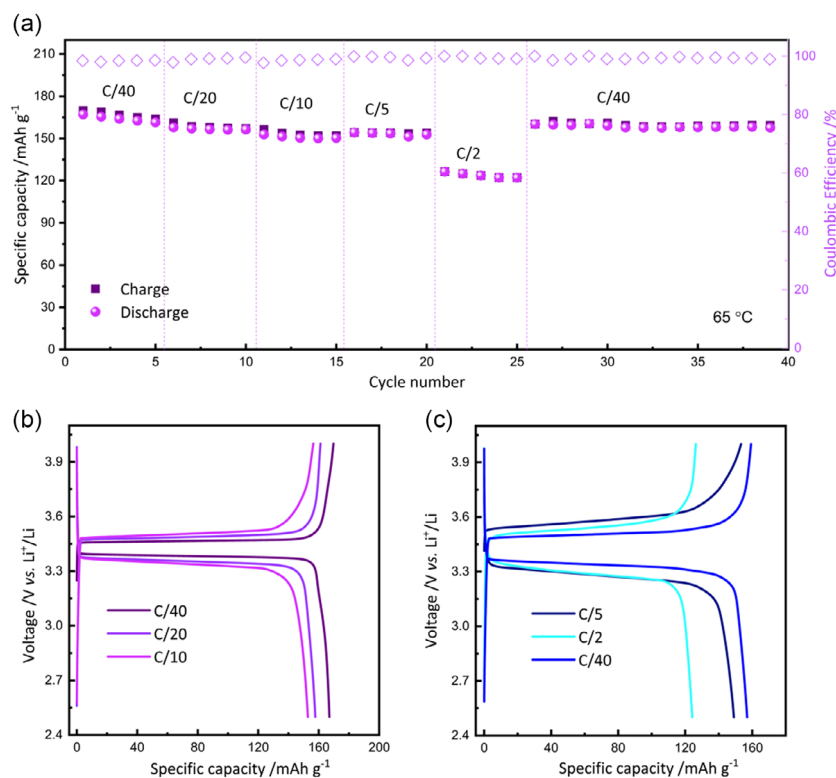 (a)
210
180
150
120
90
60
30
0
Specific capacity /mAh g⁻¹
C/40
C/20
C/10
C/5
C/2
C/40
Charge
Discharge
65 °C
100
80
60
40
20
0
Coulombic Efficiency /%
0 5 10 15 20 25 30 35 40
Cycle number
(b)
3.9
3.6
3.3
3.0
2.7
2.4
Voltage /V vs. Li⁺/Li
C/40
C/20
C/10
0 40 80 120 160 200
Specific capacity /mAh g⁻¹
(c)
3.9
3.6
3.3
3.0
2.7
2.4
Voltage /V vs. Li⁺/Li
C/5
C/2
C/40
0 40 80 120 160
Specific capacity /mAh g⁻¹